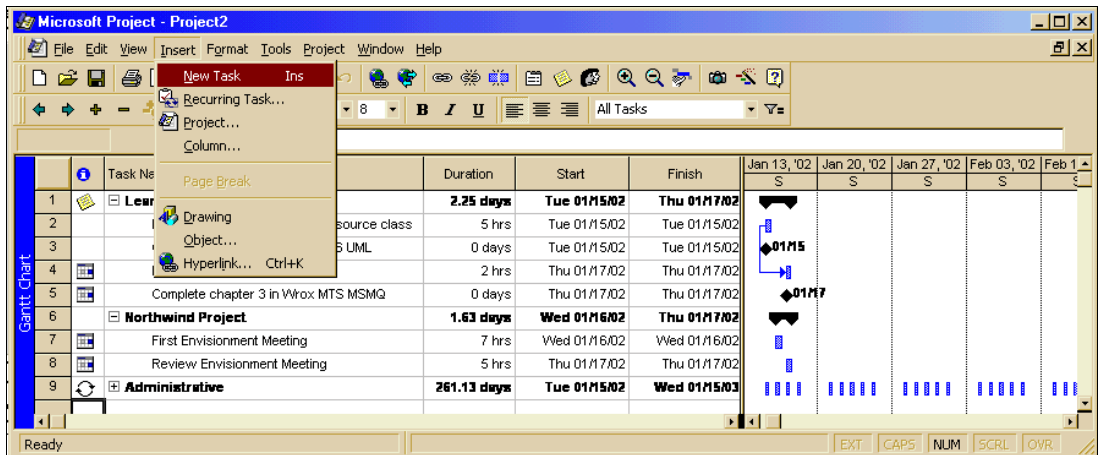 Microsoft Project - Project2
File Edit View Insert Format Tools Project Window Help
New Task Ins
Recurring Task...
Project...
Column...
Page Break
Drawing
Object...
Hyperlink... Ctrl+K
8 B I U All Tasks
Task Na Duration Start Finish
Jan 13, '02 Jan 20, '02 Jan 27, '02 Feb 03, '02 Feb 1
S S S S S
Gantt Chart
1 Lear 2.25 days Tue 01/15/02 Thu 01/17/02
2 source class 5 hrs Tue 01/15/02 Tue 01/15/02
3 UML 0 days Tue 01/15/02 Tue 01/15/02 01/15
4 2 hrs Thu 01/17/02 Thu 01/17/02
5 Complete chapter 3 in Wrox MTS MSMQ 0 days Thu 01/17/02 Thu 01/17/02 01/17
6 Northwind Project 1.63 days Wed 01/16/02 Thu 01/17/02
7 First Envisionment Meeting 7 hrs Wed 01/16/02 Wed 01/16/02
8 Review Envisionment Meeting 5 hrs Thu 01/17/02 Thu 01/17/02
9 Administrative 261.13 days Tue 01/15/02 Wed 01/15/03
Ready EXT CAPS NUM SCRL OVR